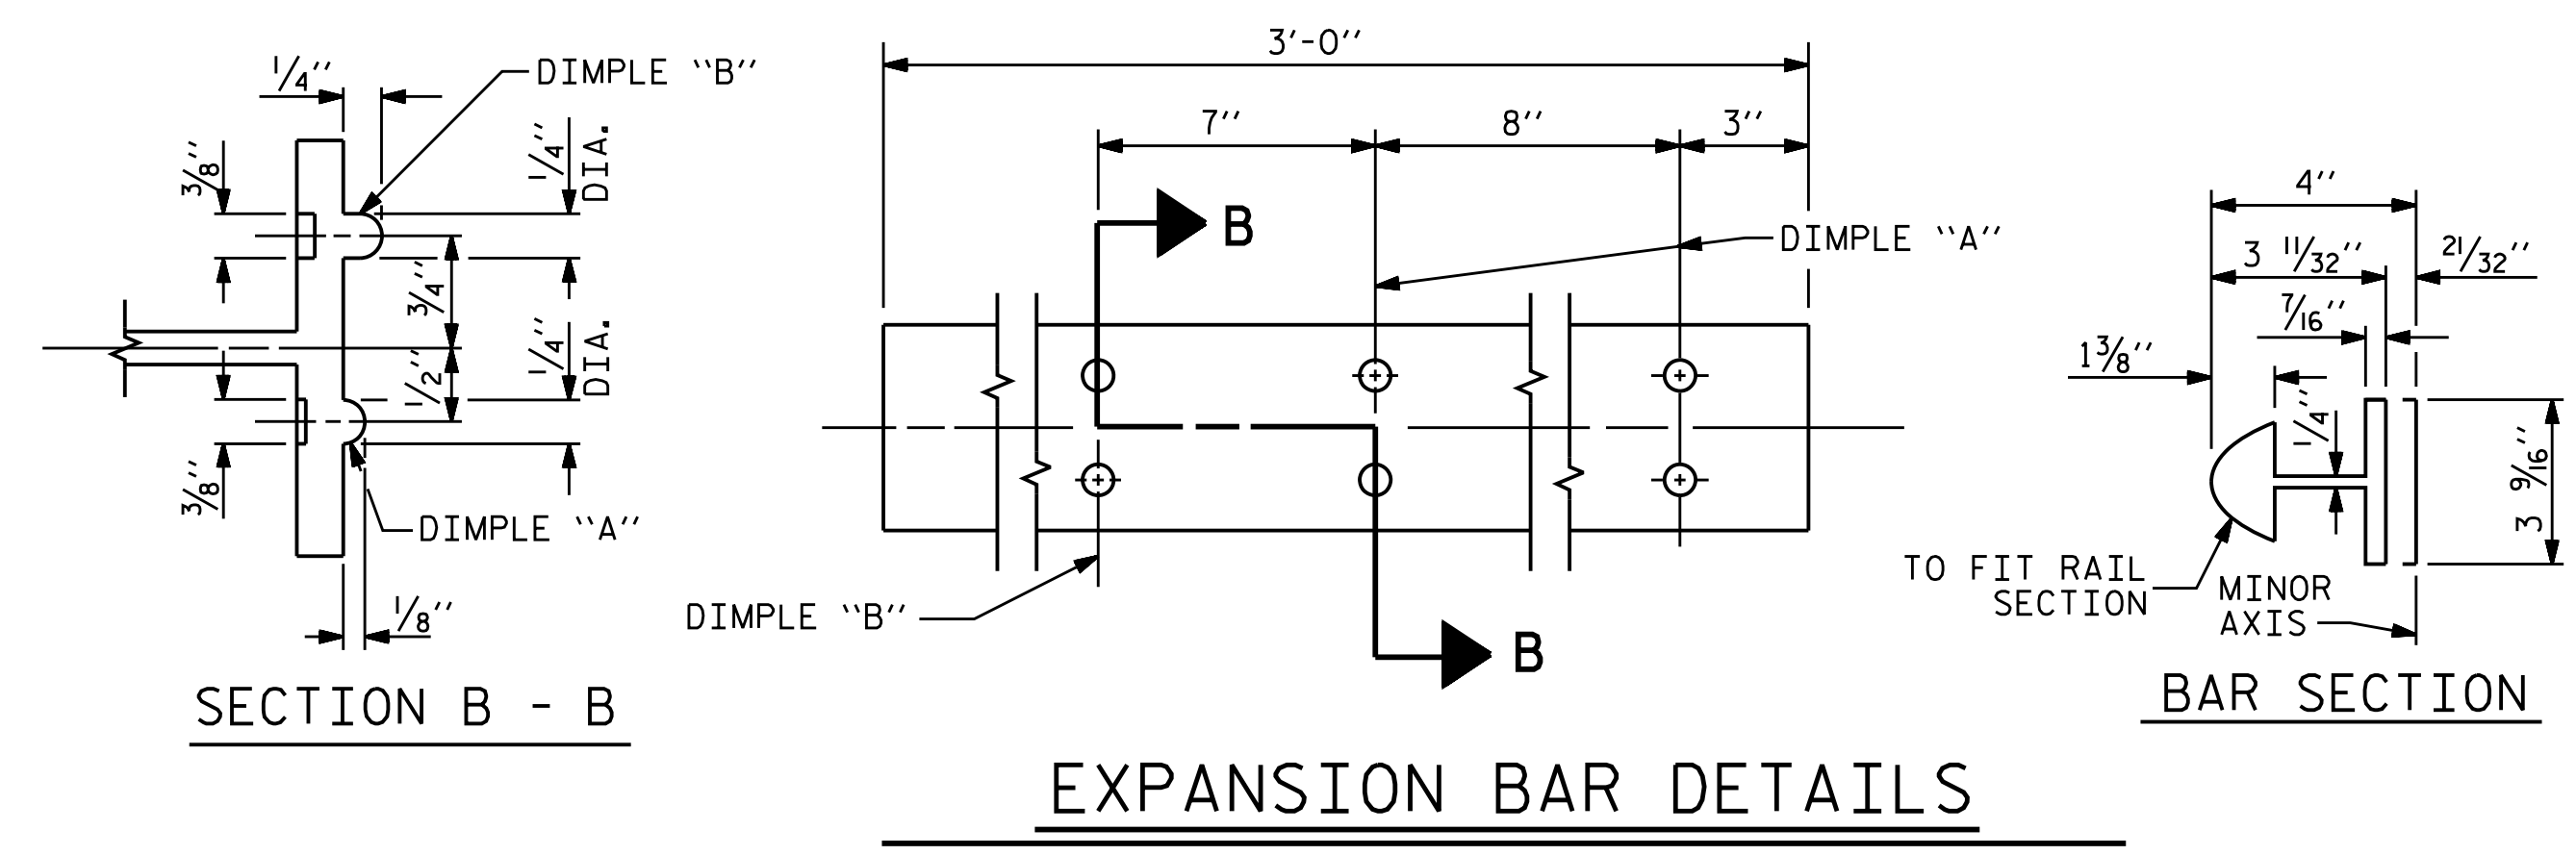 1/4"
DIMPLE "B"
3/8"
1/4" DIA.
3/4"
1/2"
1/4" DIA.
3/8"
DIMPLE "A"
1/8"
SECTION B - B
3'-0"
7"
8"
3"
B
DIMPLE "A"
DIMPLE "B"
B
EXPANSION BAR DETAILS
4"
3 11/32"
21/32"
7/16"
1 3/8"
1/4"
3 9/16"
TO FIT RAIL
SECTION
MINOR
AXIS
BAR SECTION